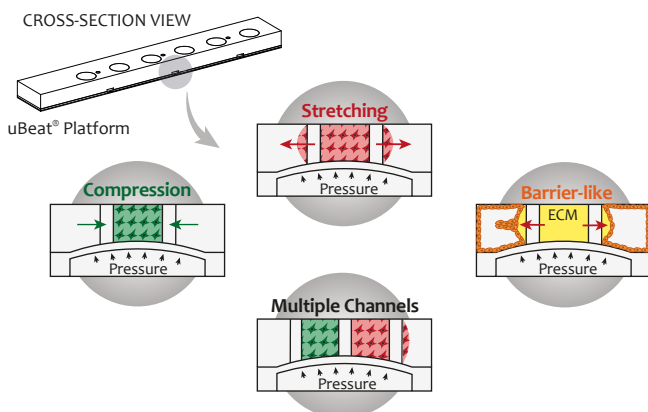 CROSS-SECTION VIEW
uBeat® Platform
Stretching
Pressure
Compression
Pressure
Barrier-like
ECM
Pressure
Multiple Channels
Pressure